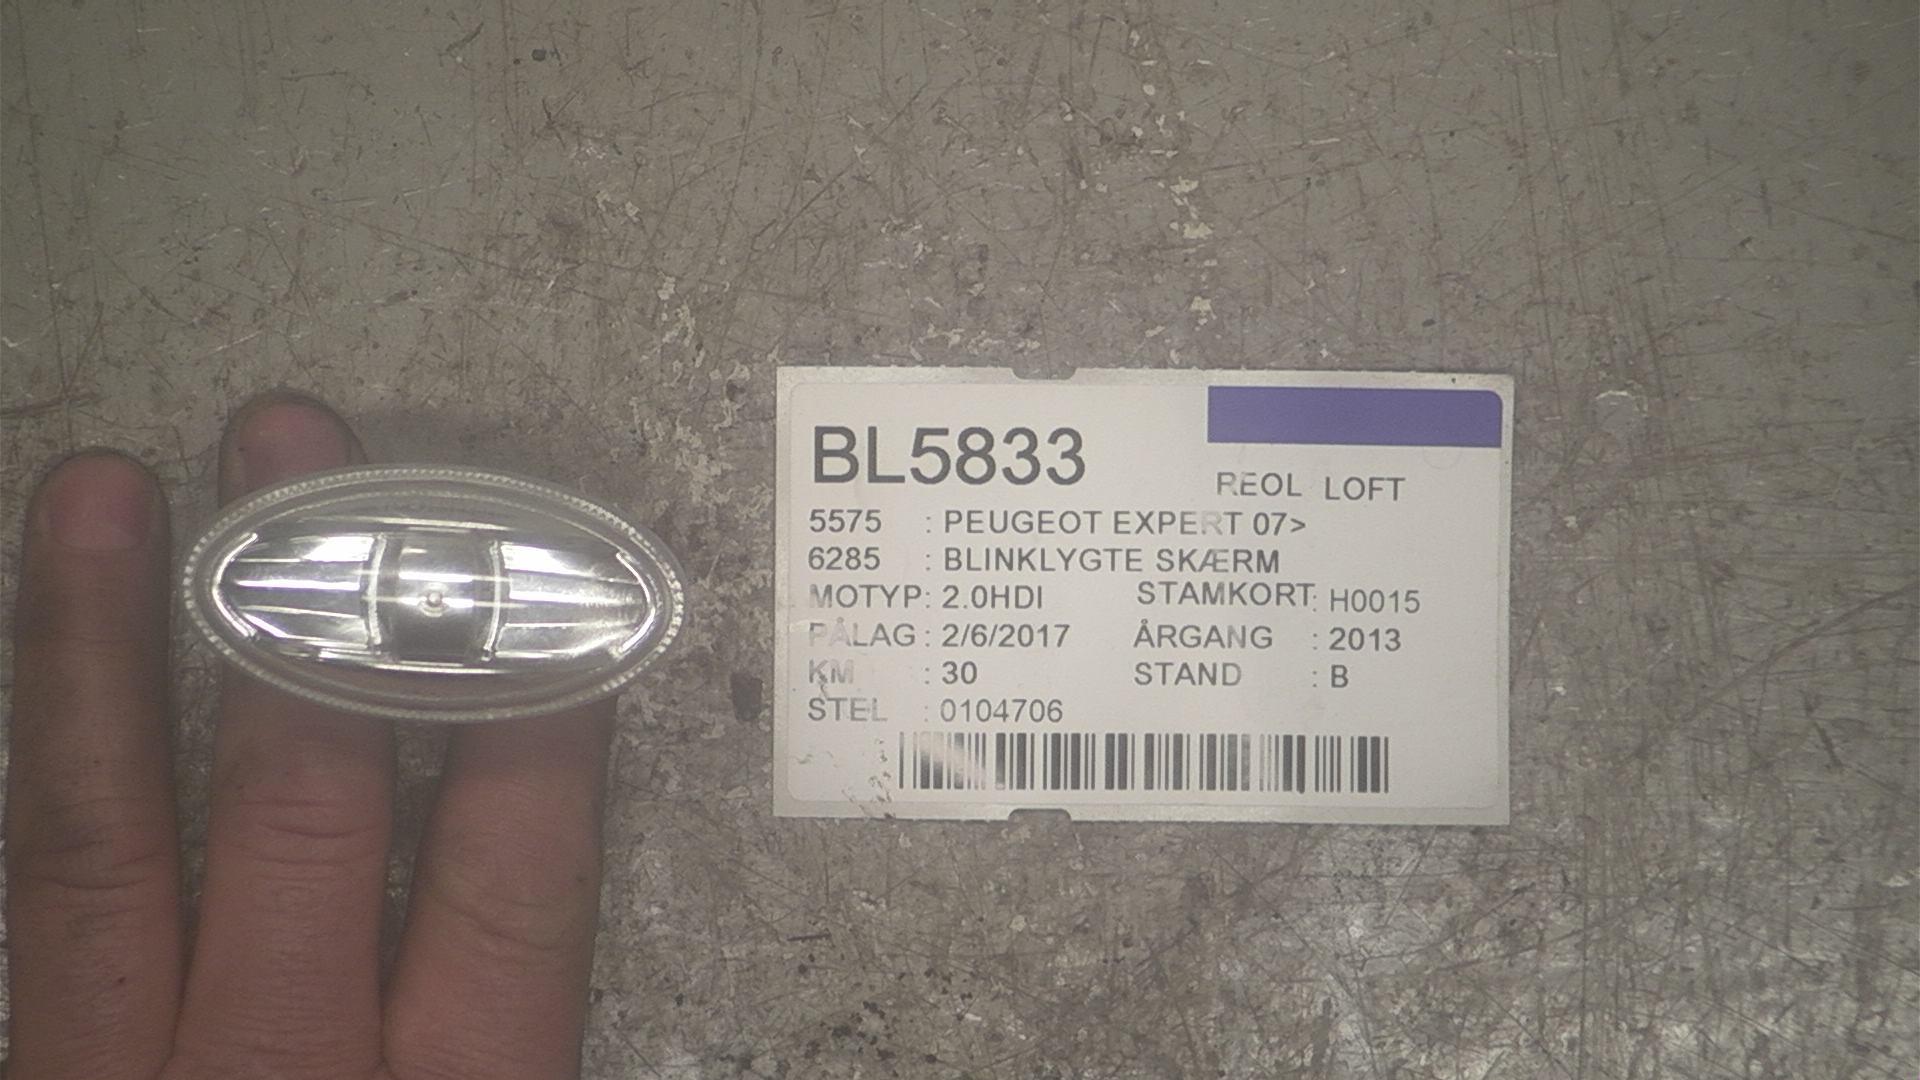 BL5833
REOL LOFT
5575 : PEUGEOT EXPERT 07>
6285 : BLINKLYGTE SKÆRM
MOTYP: 2.0HDI STAMKORT: H0015
PÅLAG : 2/6/2017 ÅRGANG : 2013
KM : 30 STAND : B
STEL : 0104706